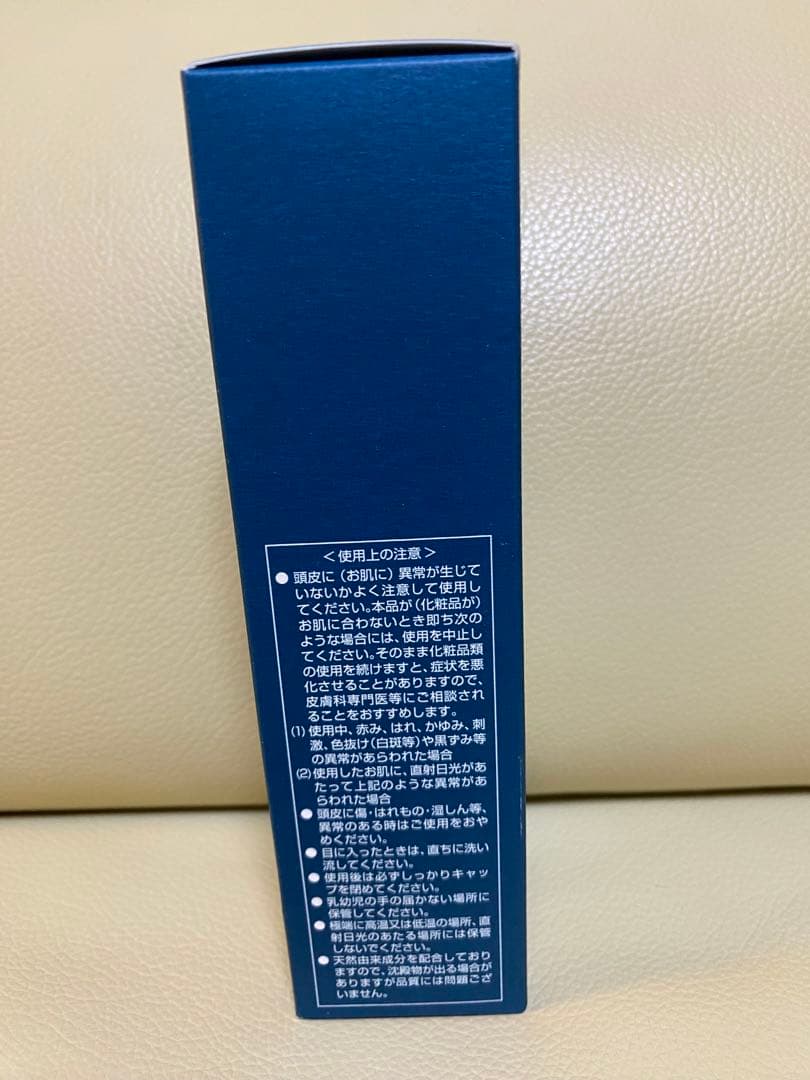 ＜使用上の注意＞
● 頭皮に（お肌に）異常が生じて
いないかよく注意して使用し
てください。本品が（化粧品が）
お肌に合わないとき即ち次の
ような場合には、使用を中止し
てください。そのまま化粧品類
の使用を続けますと、症状を悪
化させることがありますので、
皮膚科専門医等にご相談され
ることをおすすめします。
(1) 使用中、赤み、はれ、かゆみ、刺
激、色抜け（白斑等）や黒ずみ等
の異常があらわれた場合
(2)使用したお肌に、直射日光があ
たって上記のような異常があ
らわれた場合
● 頭皮に傷・はれもの・湿しん等、
異常のある時はご使用をおや
めください。
● 目に入ったときは、直ちに洗い
流してください。
● 使用後は必ずしっかりキャッ
プを閉めてください。
● 乳幼児の手の届かない場所に
保管してください。
● 極端に高温又は低温の場所、直
射日光のあたる場所には保管
しないでください。
● 天然由来成分を配合しており
ますので、沈殿物が出る場合が
ありますが品質には問題ござ
いません。